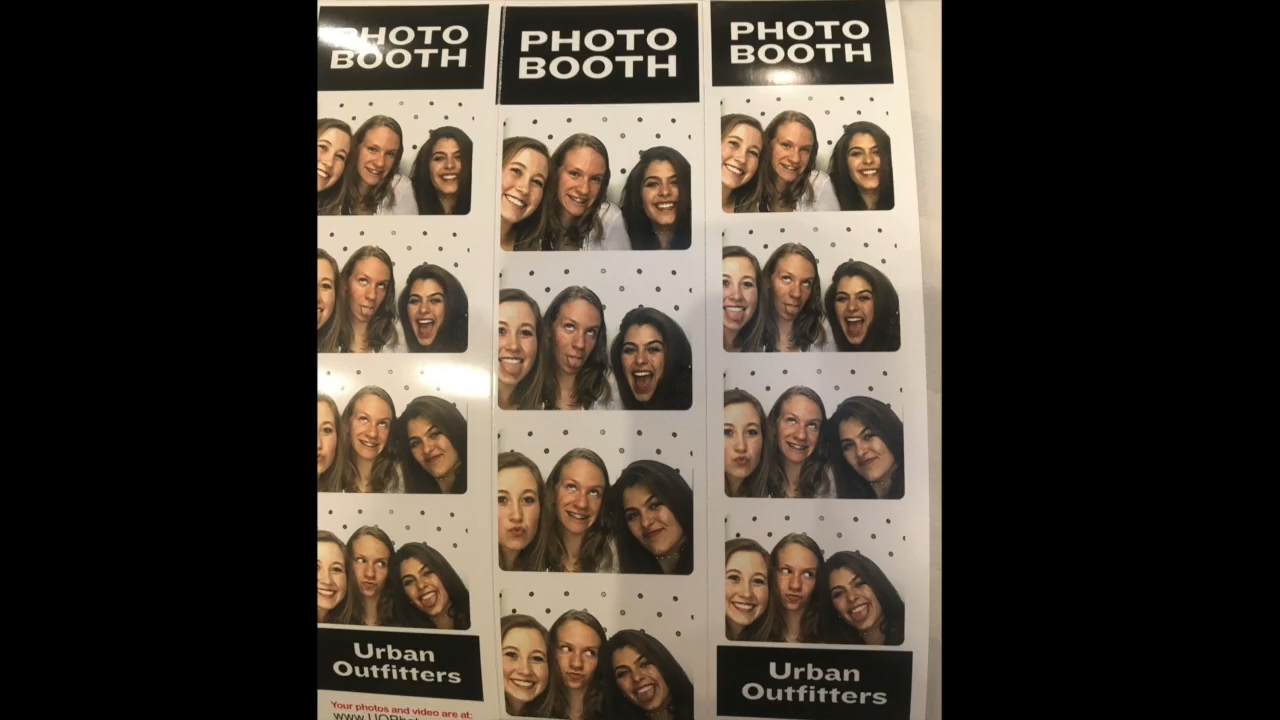 PHOTO
BOOTH
PHOTO
BOOTH
PHOTO
BOOTH
Urban
Outfitters
Your photos and video are at:
Urban
Outfitters